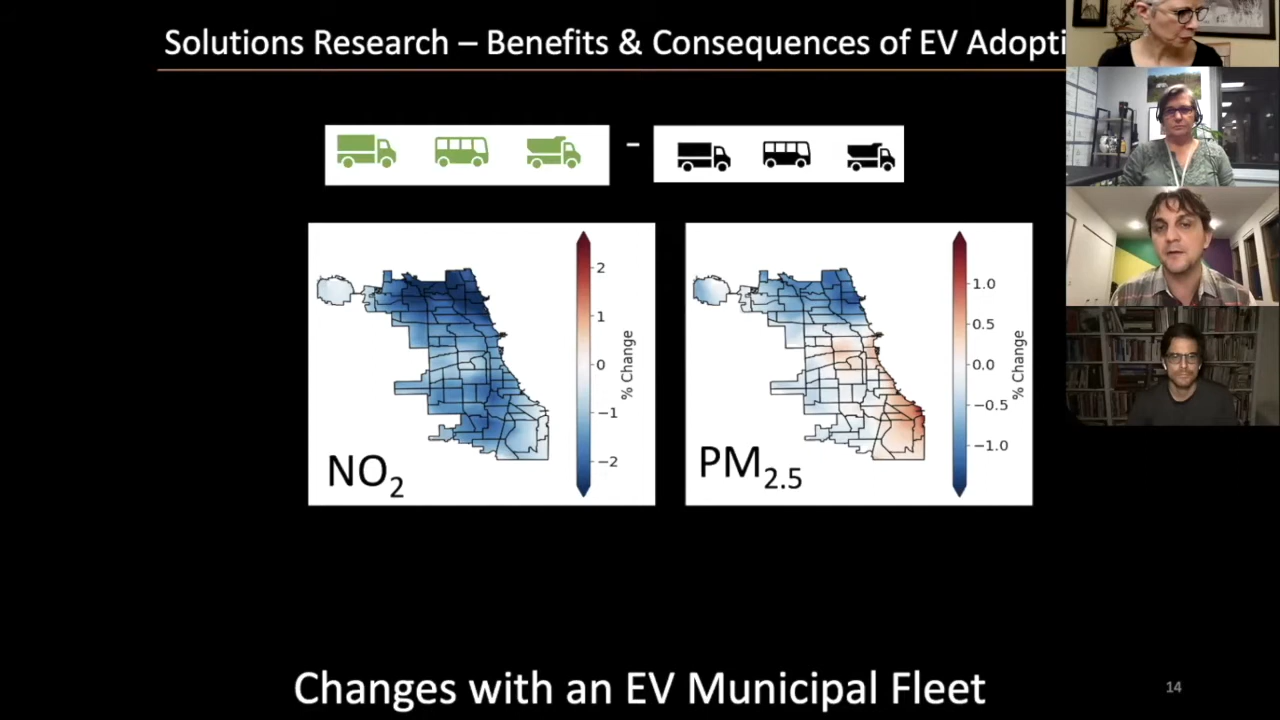 Solutions Research – Benefits & Consequences of EV Adopti
-
2
1
0
−1
−2
% Change
NO2
1.0
0.5
0.0
−0.5
−1.0
% Change
PM2.5
Changes with an EV Municipal Fleet
14